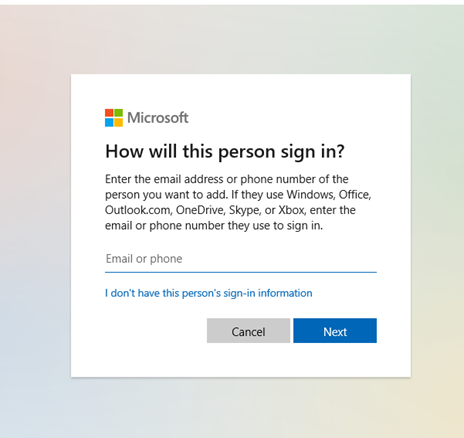 Microsoft
How will this person sign in?
Enter the email address or phone number of the
person you want to add. If they use Windows, Office,
Outlook.com, OneDrive, Skype, or Xbox, enter the
email or phone number they use to sign in.
Email or phone
I don't have this person's sign-in information
Cancel Next